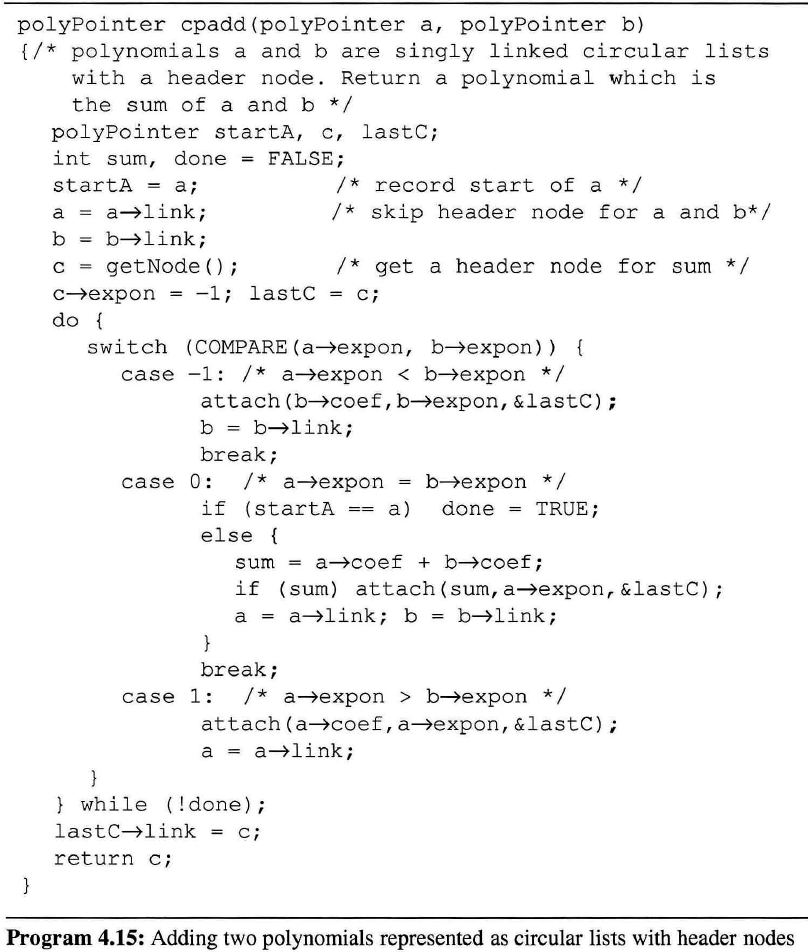 polyPointer cpadd(polyPointer a, polyPointer b)
{/* polynomials a and b are singly linked circular lists
    with a header node. Return a polynomial which is
    the sum of a and b */
   polyPointer startA, c, lastC;
   int sum, done = FALSE;
   startA = a;          /* record start of a */
   a = a→link;          /* skip header node for a and b*/
   b = b→link;
   c = getNode();       /* get a header node for sum */
   c→expon = -1; lastC = c;
   do {
      switch (COMPARE(a→expon, b→expon)) {
         case -1: /* a→expon < b→expon */
               attach(b→coef,b→expon,&lastC);
               b = b→link;
               break;
         case 0:  /* a→expon = b→expon */
               if (startA == a)  done = TRUE;
               else {
                  sum = a→coef + b→coef;
                  if (sum) attach(sum,a→expon,&lastC);
                  a = a→link; b = b→link;
               }
               break;
         case 1:  /* a→expon > b→expon */
               attach(a→coef,a→expon,&lastC);
               a = a→link;
      }
   } while (!done);
   lastC→link = c;
   return c;
}
Program 4.15: Adding two polynomials represented as circular lists with header nodes